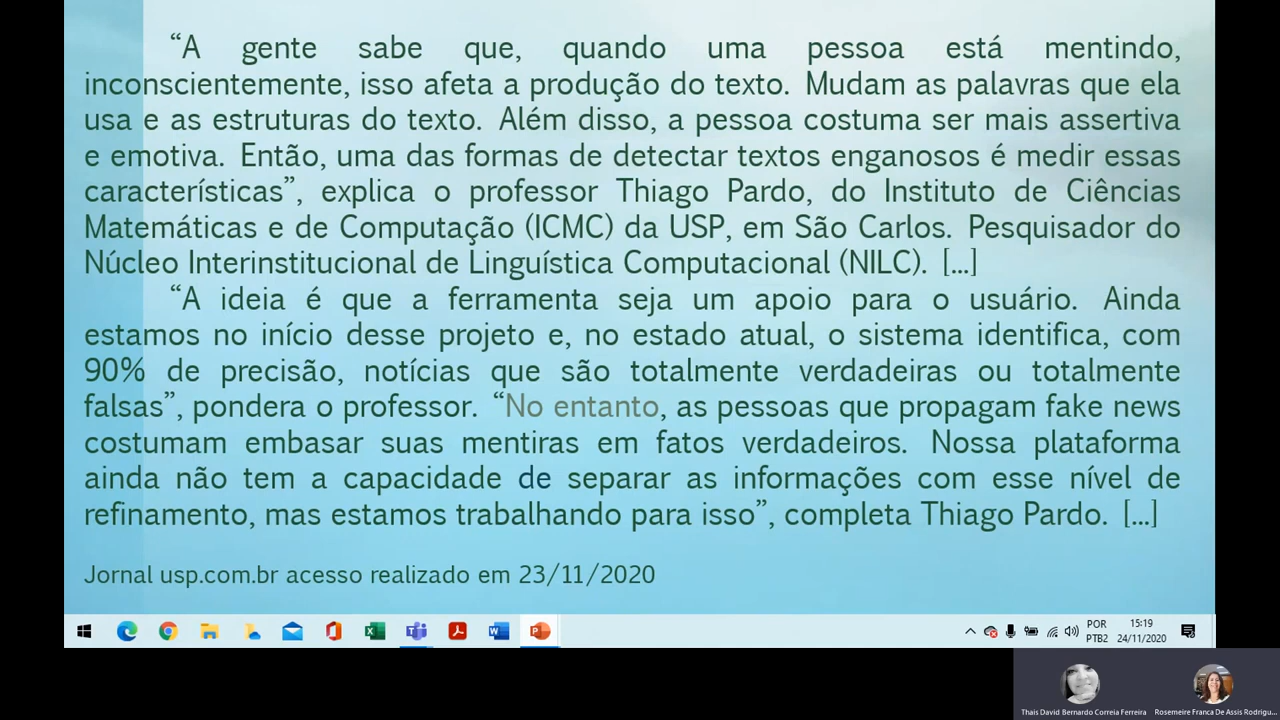 “A gente sabe que, quando uma pessoa está mentindo,
inconscientemente, isso afeta a produção do texto. Mudam as palavras que ela
usa e as estruturas do texto. Além disso, a pessoa costuma ser mais assertiva
e emotiva. Então, uma das formas de detectar textos enganosos é medir essas
características”, explica o professor Thiago Pardo, do Instituto de Ciências
Matemáticas e de Computação (ICMC) da USP, em São Carlos. Pesquisador do
Núcleo Interinstitucional de Linguística Computacional (NILC). [...]
“A ideia é que a ferramenta seja um apoio para o usuário. Ainda
estamos no início desse projeto e, no estado atual, o sistema identifica, com
90% de precisão, notícias que são totalmente verdadeiras ou totalmente
falsas”, pondera o professor. “No entanto, as pessoas que propagam fake news
costumam embasar suas mentiras em fatos verdadeiros. Nossa plataforma
ainda não tem a capacidade de separar as informações com esse nível de
refinamento, mas estamos trabalhando para isso”, completa Thiago Pardo. [...]
Jornal usp.com.br acesso realizado em 23/11/2020
POR 15:19
PTB2 24/11/2020
Thais David Bernardo Correia Ferreira Rosemeire Franca De Assis Rodrigu...